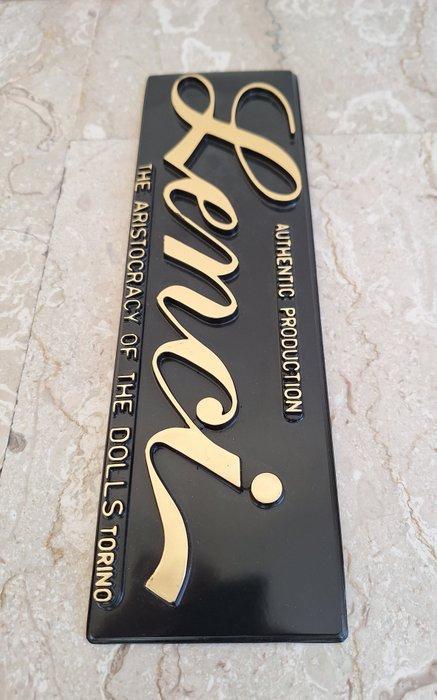 AUTHENTIC PRODUCTION
Lenci
THE ARISTOCRACY OF THE DOLLS TORINO